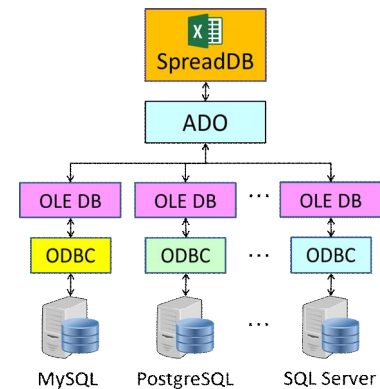 SpreadDB
ADO
OLE DB OLE DB ... OLE DB
ODBC ODBC ... ODBC
...
MySQL PostgreSQL SQL Server